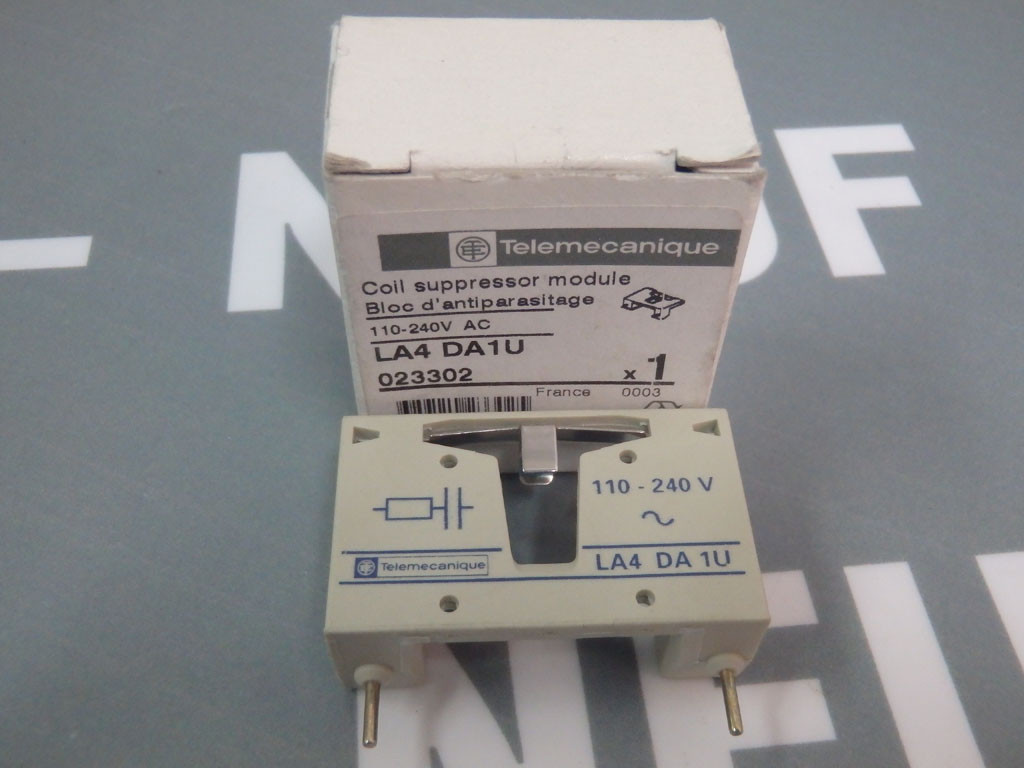 - NEUF
Telemecanique
Coil suppressor module
Bloc d'antiparasitage
110-240V AC
LA4 DA1U
023302
x 1
France 0003
110 - 240 V
~
Telemecanique
LA4 DA 1U